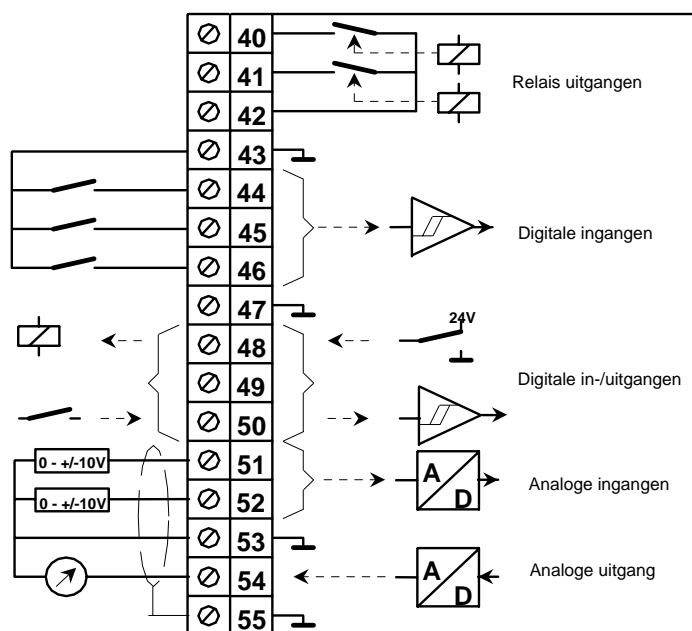 40
41
Relais uitgangen
42
43
44
45
Digitale ingangen
46
47
24V
48
49
Digitale in-/uitgangen
50
0 - +/-10V
51
A
D
Analoge ingangen
0 - +/-10V
52
53
54
A
D
Analoge uitgang
55